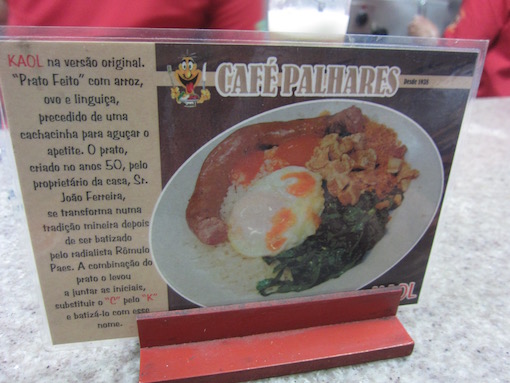 KAOL na versão original.
"Prato Feito" com arroz,
ovo e linguiça,
precedido de uma
cachacinha para aguçar o
apetite. O prato,
criado no anos 50, pelo
proprietário da casa, Sr.
João Ferreira,
se transforma numa
tradição mineira depois
de ser batizado
pelo radialista Rômulo
Paes. A combinação do
prato o levou
a juntar as iniciais,
substituir o "C" pelo "K"
e batizá-lo com esse
nome.
CAFÉ PALHARES
Desde 1938